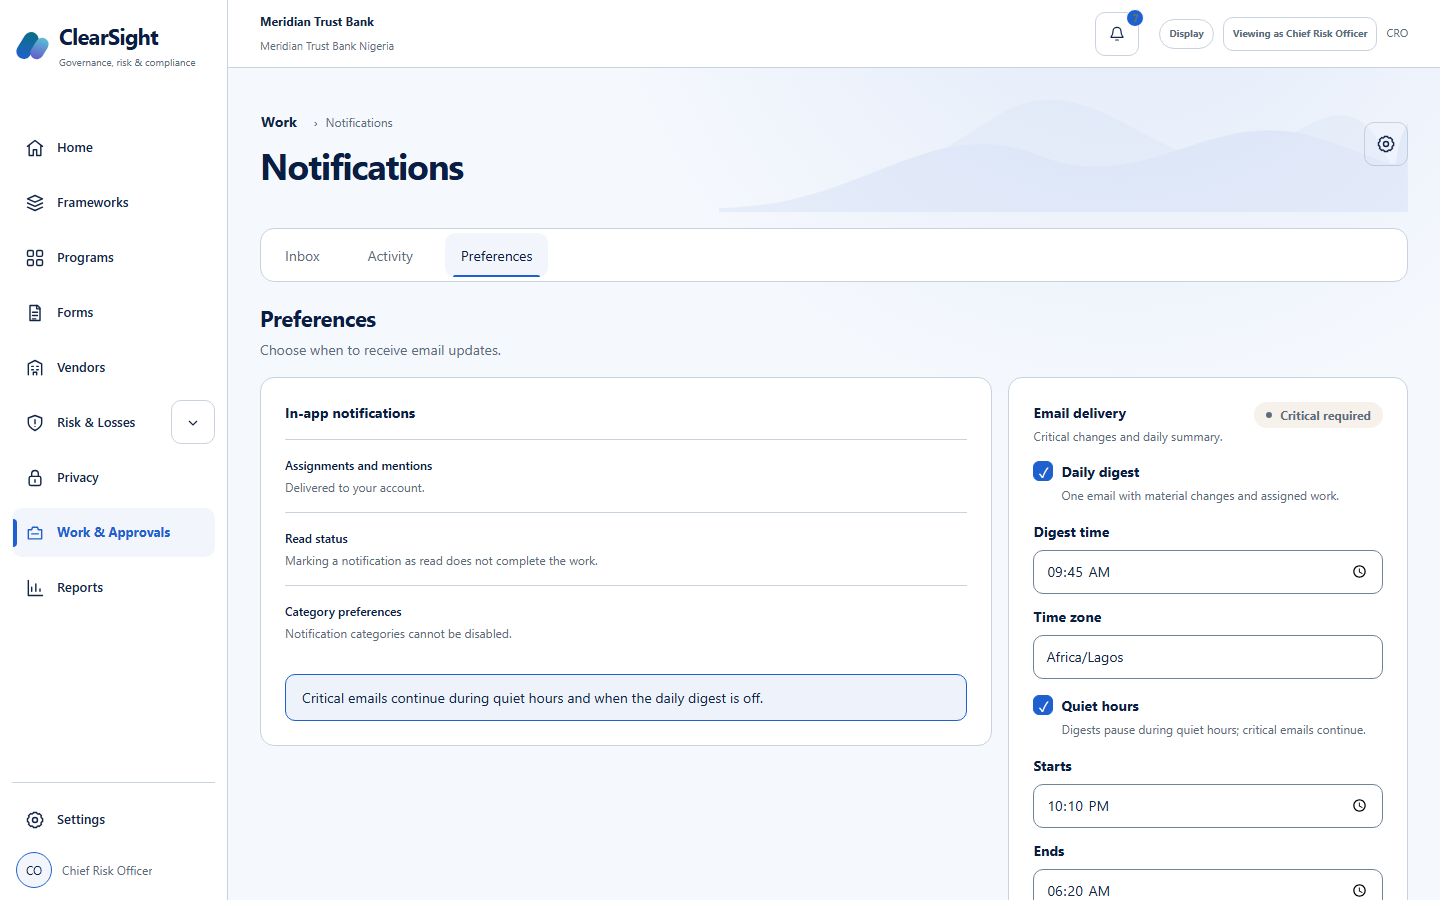 ClearSight
Governance, risk & compliance
Home
Frameworks
Programs
Forms
Vendors
Risk & Losses
Privacy
Work & Approvals
Reports
Settings
CO
Chief Risk Officer
Meridian Trust Bank
Meridian Trust Bank Nigeria
Display
Viewing as Chief Risk Officer
CRO
Work › Notifications
Notifications
Inbox
Activity
Preferences
Preferences
Choose when to receive email updates.
In-app notifications
Assignments and mentions
Delivered to your account.
Read status
Marking a notification as read does not complete the work.
Category preferences
Notification categories cannot be disabled.
Critical emails continue during quiet hours and when the daily digest is off.
Email delivery
Critical required
Critical changes and daily summary.
Daily digest
One email with material changes and assigned work.
Digest time
09:45 AM
Time zone
Africa/Lagos
Quiet hours
Digests pause during quiet hours; critical emails continue.
Starts
10:10 PM
Ends
06:20 AM